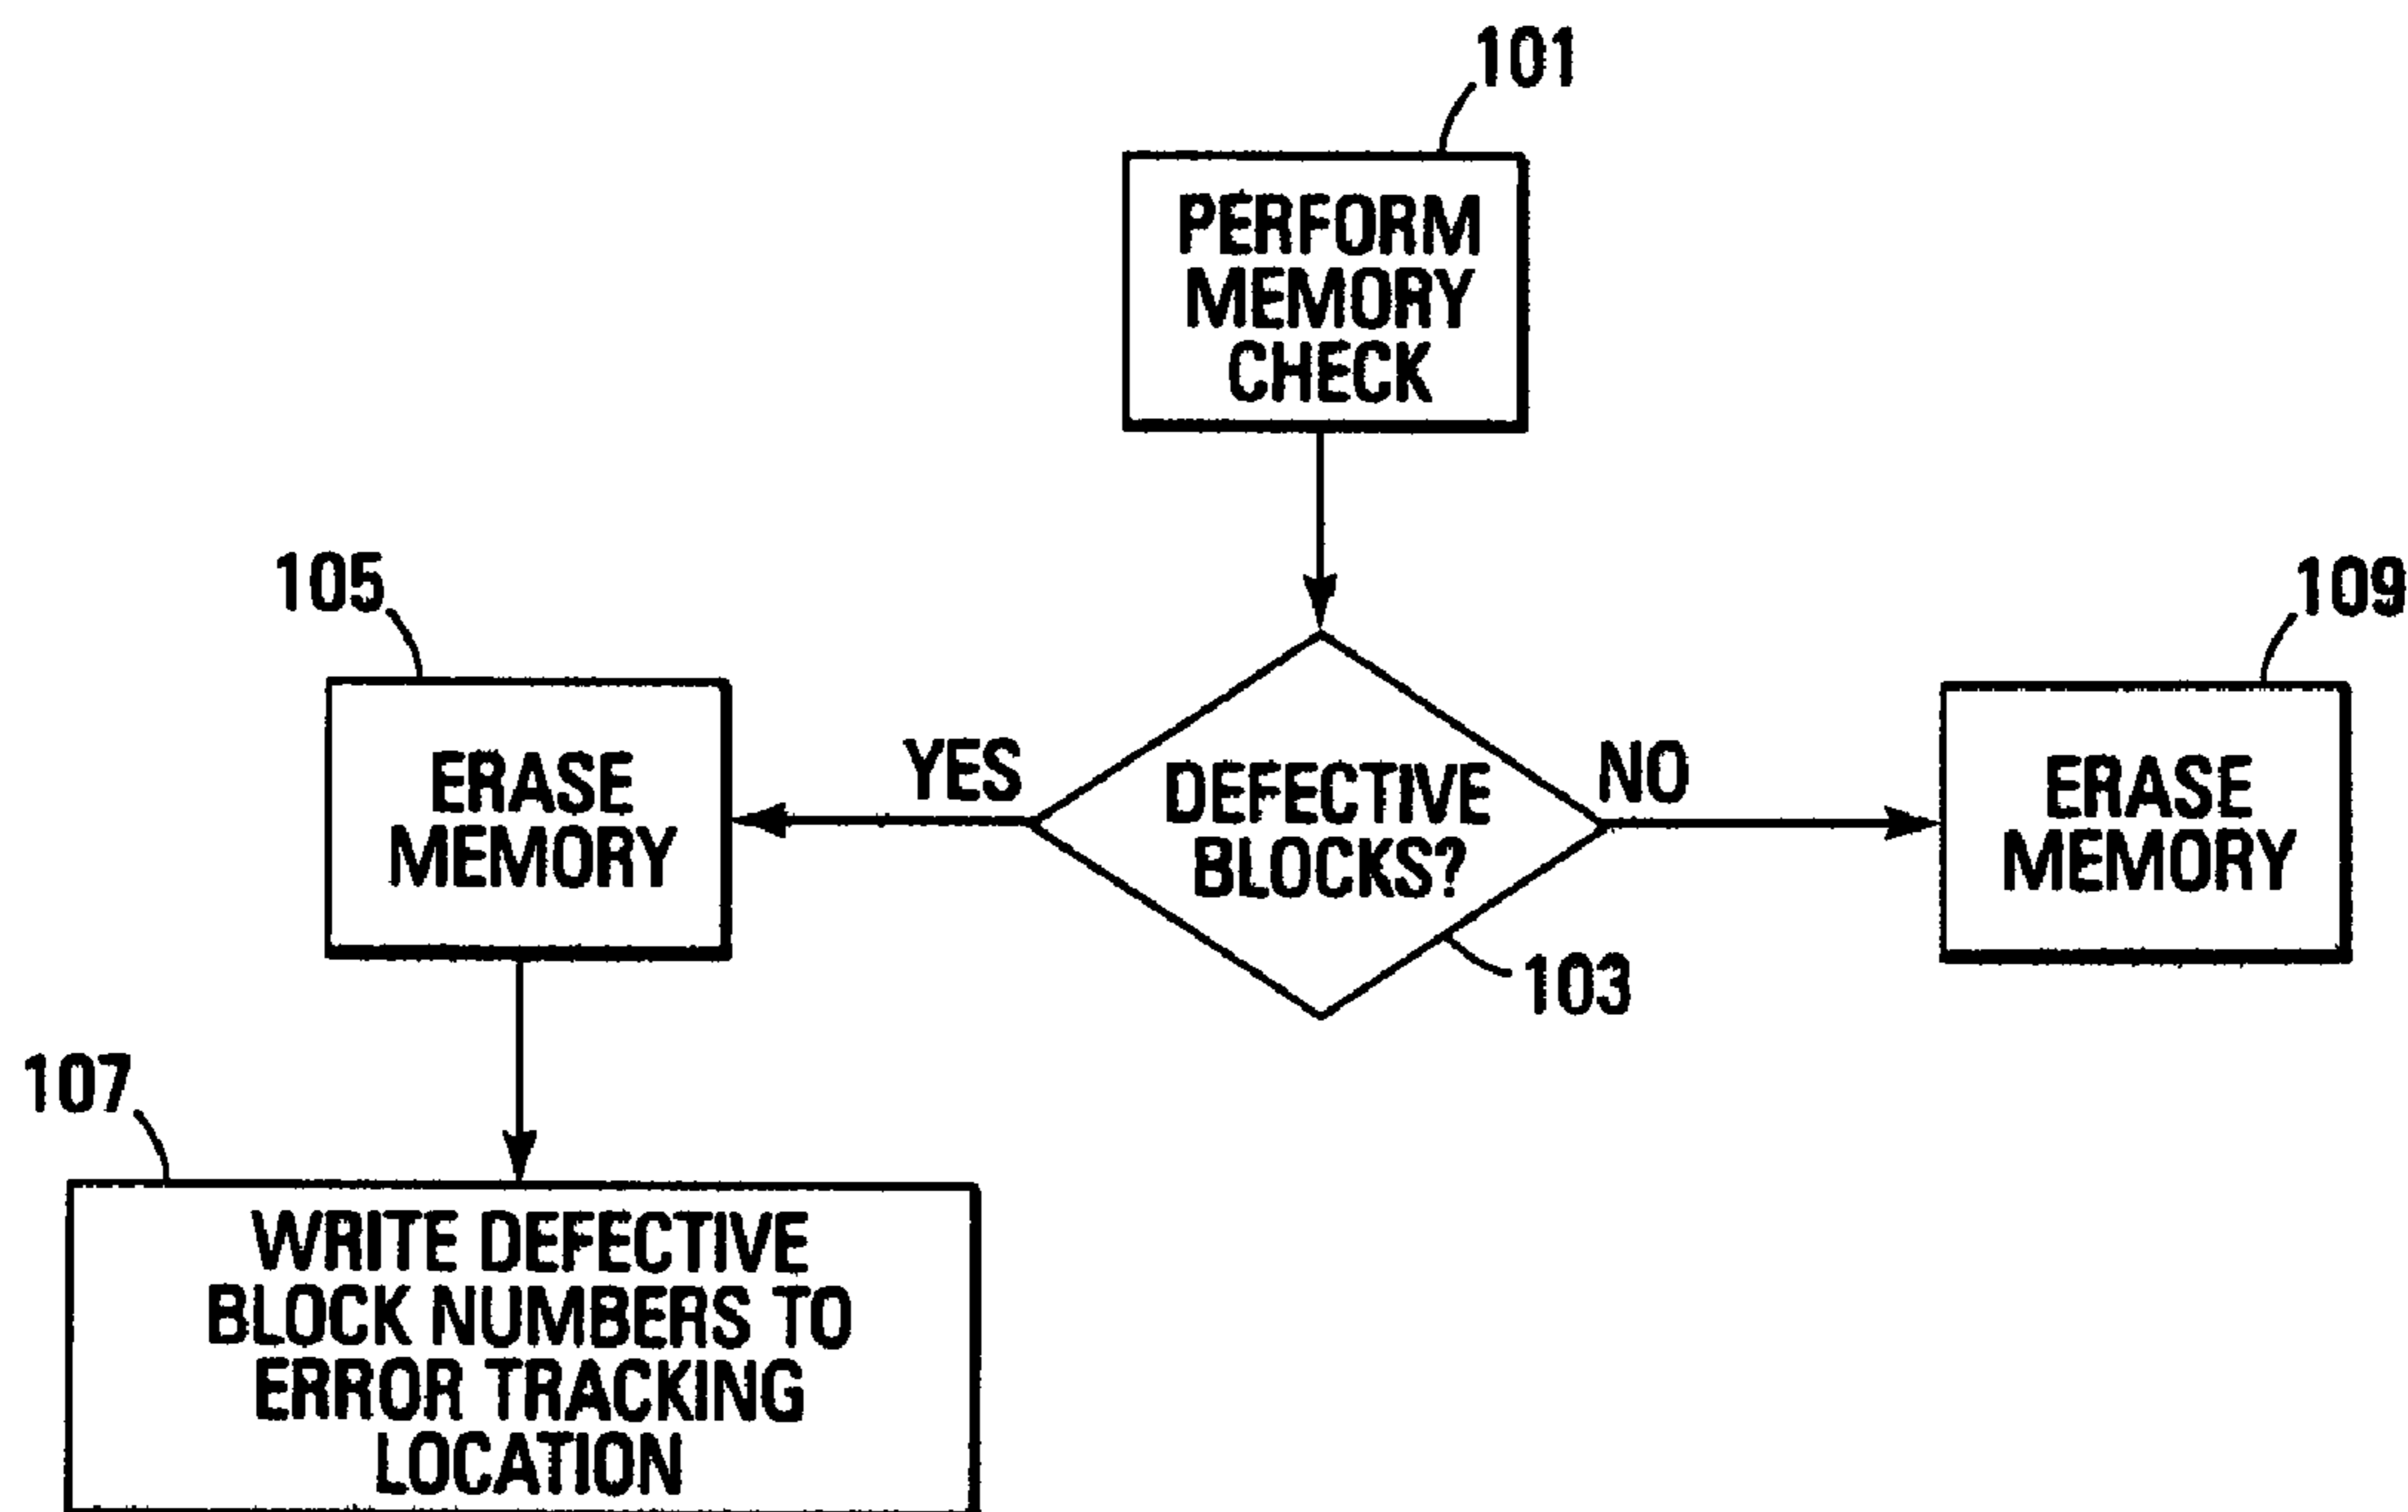 101
PERFORM
MEMORY
CHECK
105
109
ERASE
MEMORY
YES
DEFECTIVE
BLOCKS?
NO
ERASE
MEMORY
103
107
WRITE DEFECTIVE
BLOCK NUMBERS TO
ERROR TRACKING
LOCATION